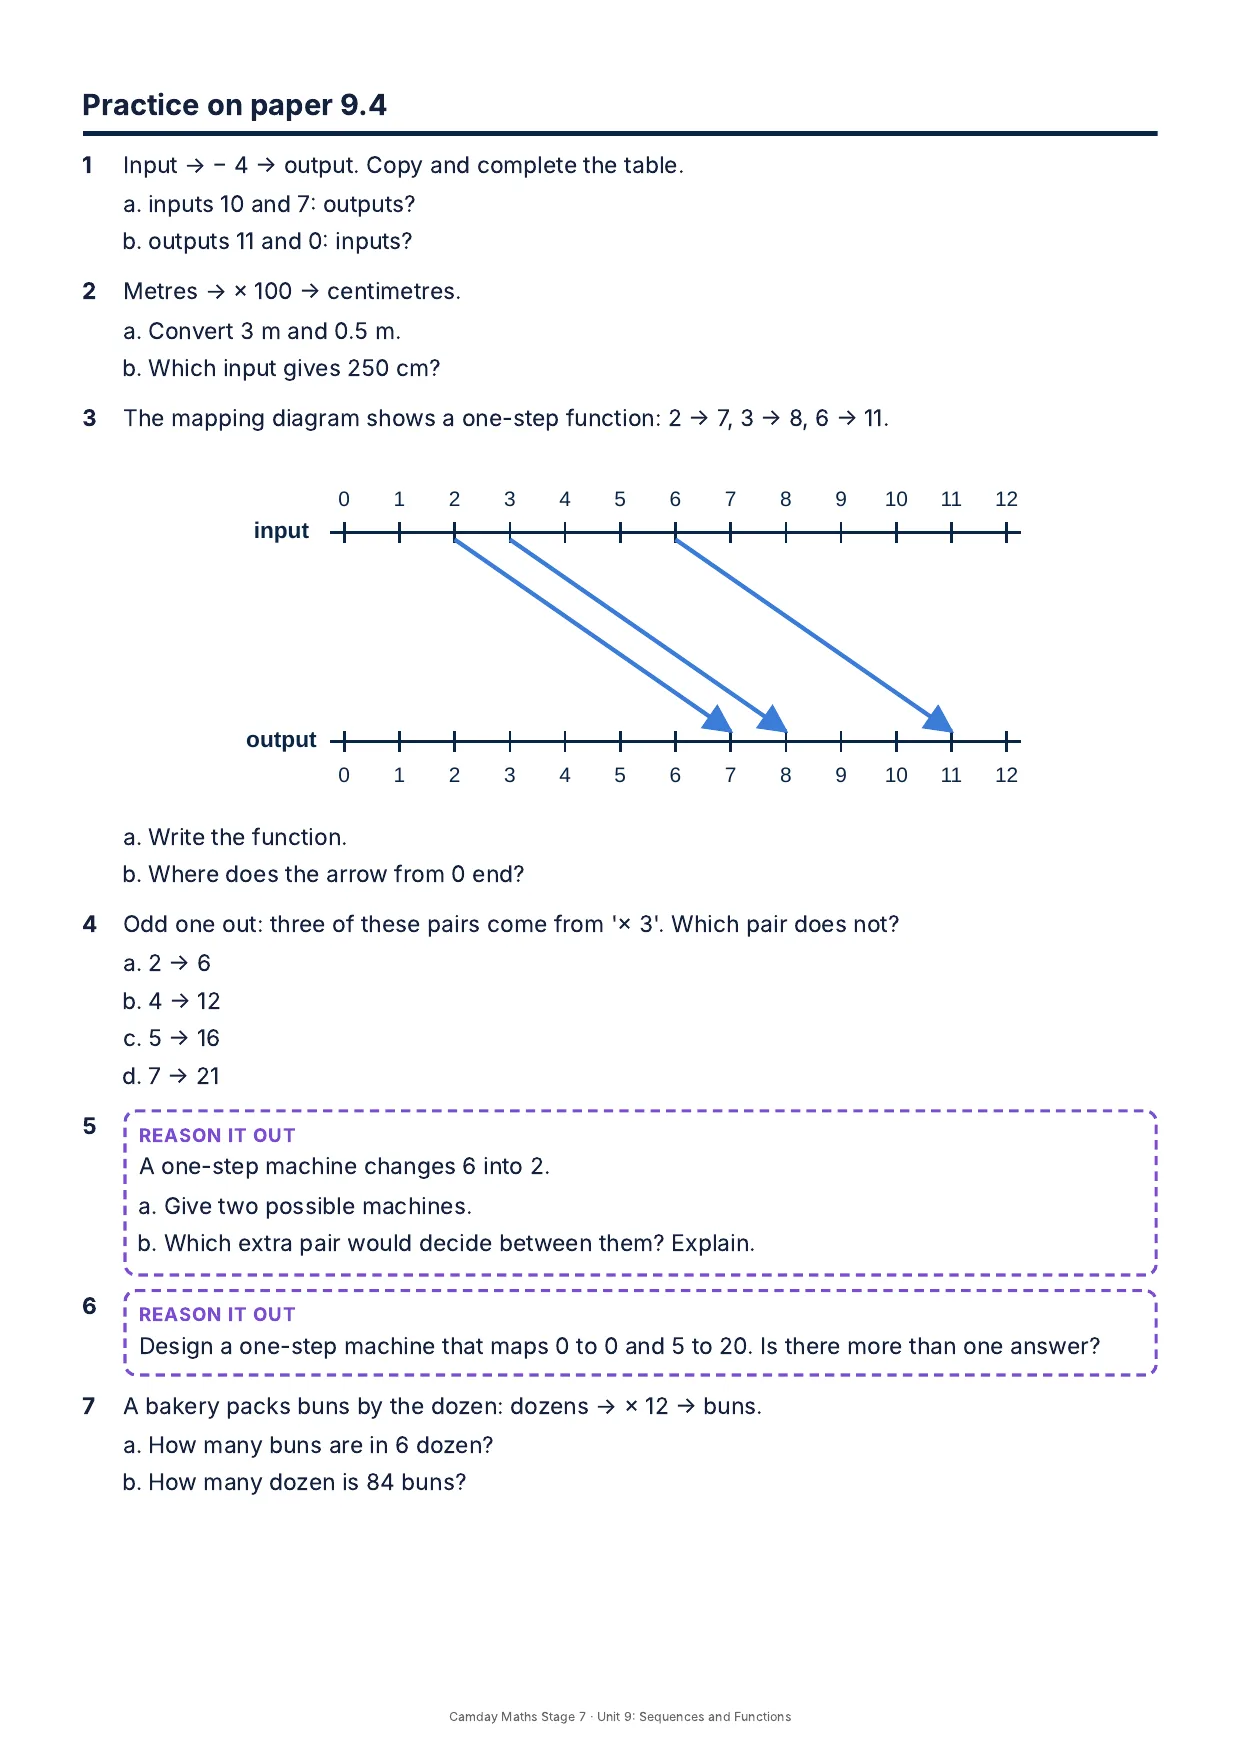 Practice on paper 9.4
1 Input → − 4 → output. Copy and complete the table.
a. inputs 10 and 7: outputs?
b. outputs 11 and 0: inputs?
2 Metres → × 100 → centimetres.
a. Convert 3 m and 0.5 m.
b. Which input gives 250 cm?
3 The mapping diagram shows a one-step function: 2 → 7, 3 → 8, 6 → 11.
0 1 2 3 4 5 6 7 8 9 10 11 12
input
output
0 1 2 3 4 5 6 7 8 9 10 11 12
a. Write the function.
b. Where does the arrow from 0 end?
4 Odd one out: three of these pairs come from '× 3'. Which pair does not?
a. 2 → 6
b. 4 → 12
c. 5 → 16
d. 7 → 21
5 REASON IT OUT
A one-step machine changes 6 into 2.
a. Give two possible machines.
b. Which extra pair would decide between them? Explain.
6 REASON IT OUT
Design a one-step machine that maps 0 to 0 and 5 to 20. Is there more than one answer?
7 A bakery packs buns by the dozen: dozens → × 12 → buns.
a. How many buns are in 6 dozen?
b. How many dozen is 84 buns?
Camday Maths Stage 7 · Unit 9: Sequences and Functions